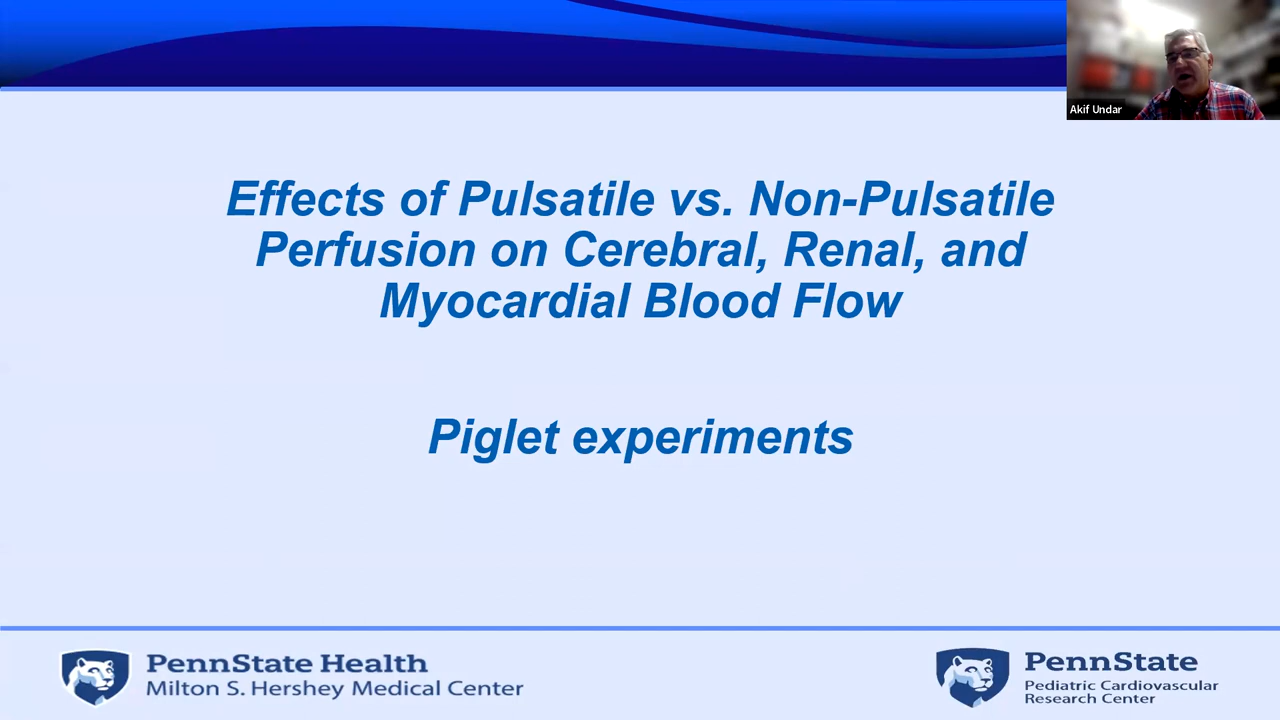 Akif Undar
Effects of Pulsatile vs. Non-Pulsatile
Perfusion on Cerebral, Renal, and
Myocardial Blood Flow
Piglet experiments
PennState Health
Milton S. Hershey Medical Center
PennState
Pediatric Cardiovascular
Research Center